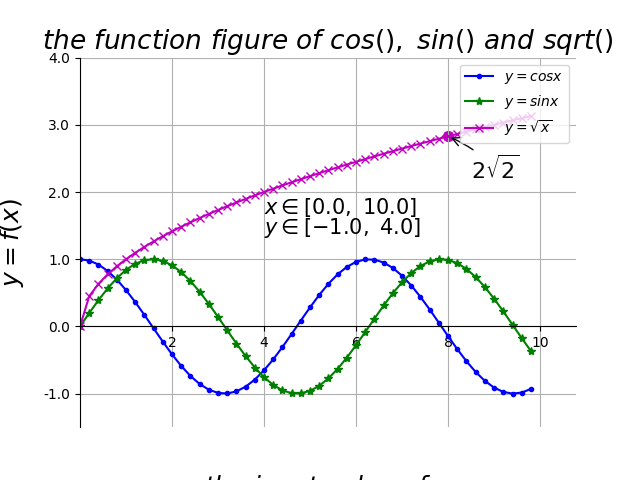 the function figure of cos(), sin() and sqrt()
y = cosx
y = sinx
y = √x
2√2
x ∈ [0.0, 10.0]
y ∈ [−1.0, 4.0]
y = f(x)
4.0
3.0
2.0
1.0
0.0
-1.0
2
4
6
8
10